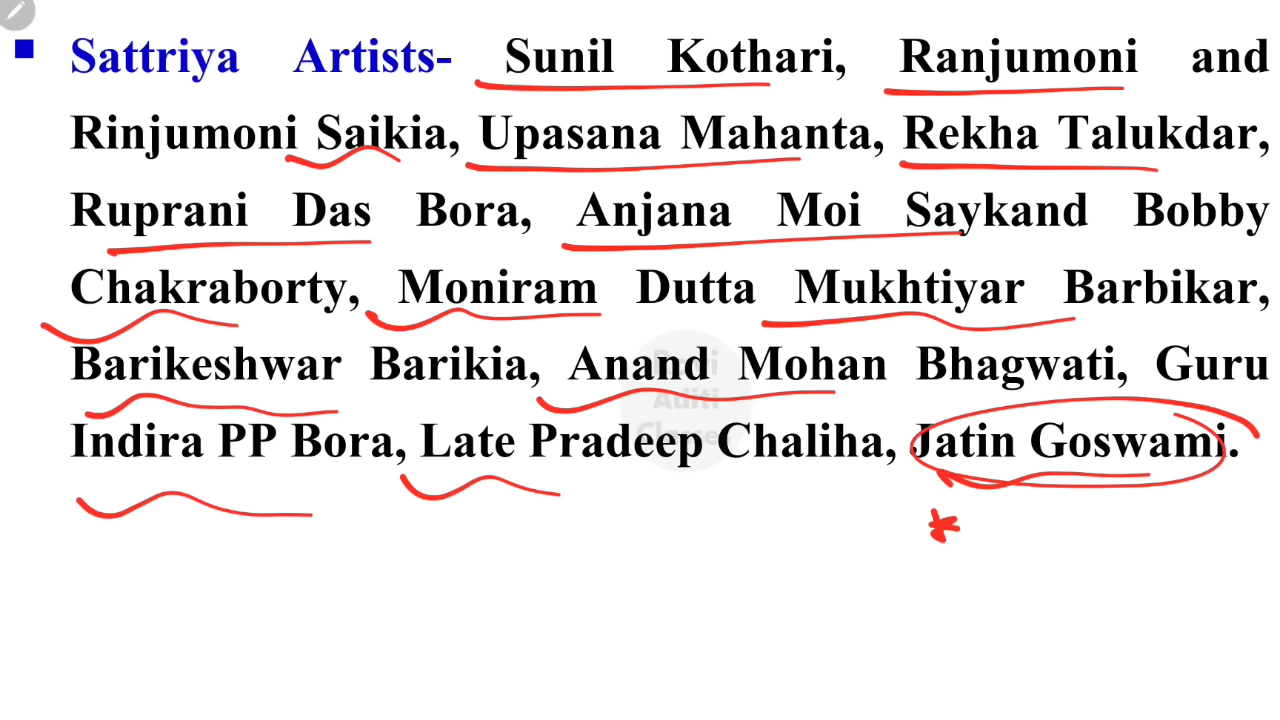 ▪ Sattriya Artists- Sunil Kothari, Ranjumoni and
Rinjumoni Saikia, Upasana Mahanta, Rekha Talukdar,
Ruprani Das Bora, Anjana Moi Saykand Bobby
Chakraborty, Moniram Dutta Mukhtiyar Barbikar,
Barikeshwar Barikia, Anand Mohan Bhagwati, Guru
Indira PP Bora, Late Pradeep Chaliha, Jatin Goswami.
Aditi
Classes